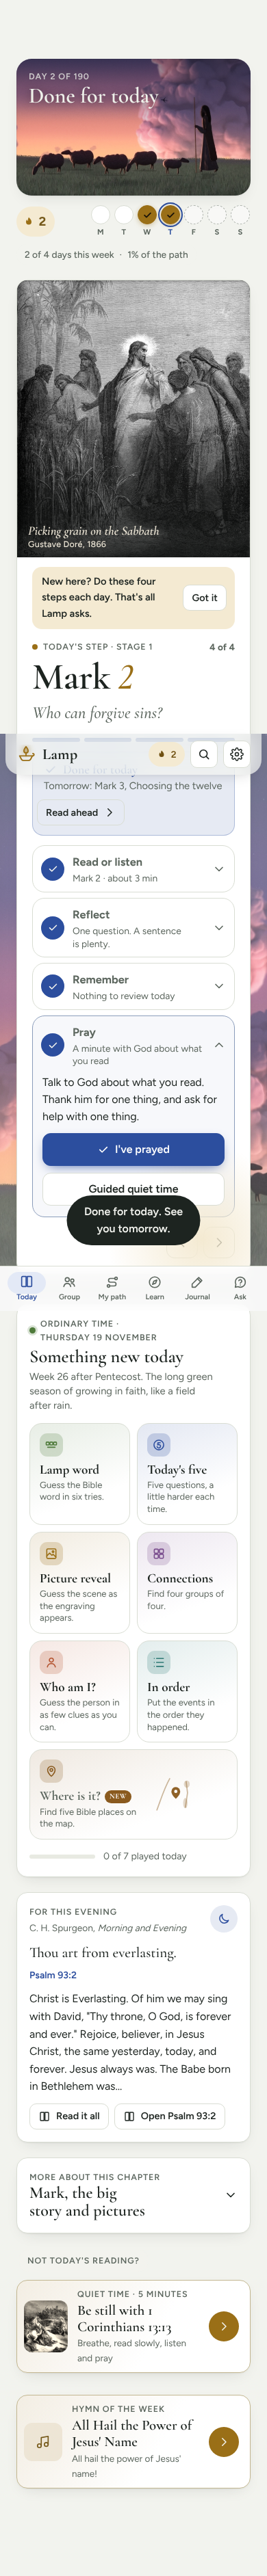 DAY 2 OF 190
Done for today
2
M T W T F S S
2 of 4 days this week · 1% of the path
Picking grain on the Sabbath
Gustave Doré, 1866
New here? Do these four
steps each day. That's all
Lamp asks.
Got it
TODAY'S STEP · STAGE 1
4 of 4
Mark 2
Who can forgive sins?
Lamp
2
Done for today
Tomorrow: Mark 3, Choosing the twelve
Read ahead
Read or listen
Mark 2 · about 3 min
Reflect
One question. A sentence
is plenty.
Remember
Nothing to review today
Pray
A minute with God about what
you read
Talk to God about what you read.
Thank him for one thing, and ask for
help with one thing.
I've prayed
Guided quiet time
Done for today. See
you tomorrow.
Today
Group
My path
Learn
Journal
Ask
ORDINARY TIME ·
THURSDAY 19 NOVEMBER
Something new today
Week 26 after Pentecost. The long green
season of growing in faith, like a field
after rain.
Lamp word
Guess the Bible
word in six tries.
Today's five
Five questions, a
little harder each
time.
Picture reveal
Guess the scene as
the engraving
appears.
Connections
Find four groups of
four.
Who am I?
Guess the person in
as few clues as you
can.
In order
Put the events in
the order they
happened.
Where is it? NEW
Find five Bible places on
the map.
0 of 7 played today
FOR THIS EVENING
C. H. Spurgeon, Morning and Evening
Thou art from everlasting.
Psalm 93:2
Christ is Everlasting. Of him we may sing
with David, "Thy throne, O God, is forever
and ever." Rejoice, believer, in Jesus
Christ, the same yesterday, today, and
forever. Jesus always was. The Babe born
in Bethlehem was…
Read it all
Open Psalm 93:2
MORE ABOUT THIS CHAPTER
Mark, the big
story and pictures
NOT TODAY'S READING?
QUIET TIME · 5 MINUTES
Be still with 1
Corinthians 13:13
Breathe, read slowly, listen
and pray
HYMN OF THE WEEK
All Hail the Power of
Jesus' Name
All hail the power of Jesus'
name!